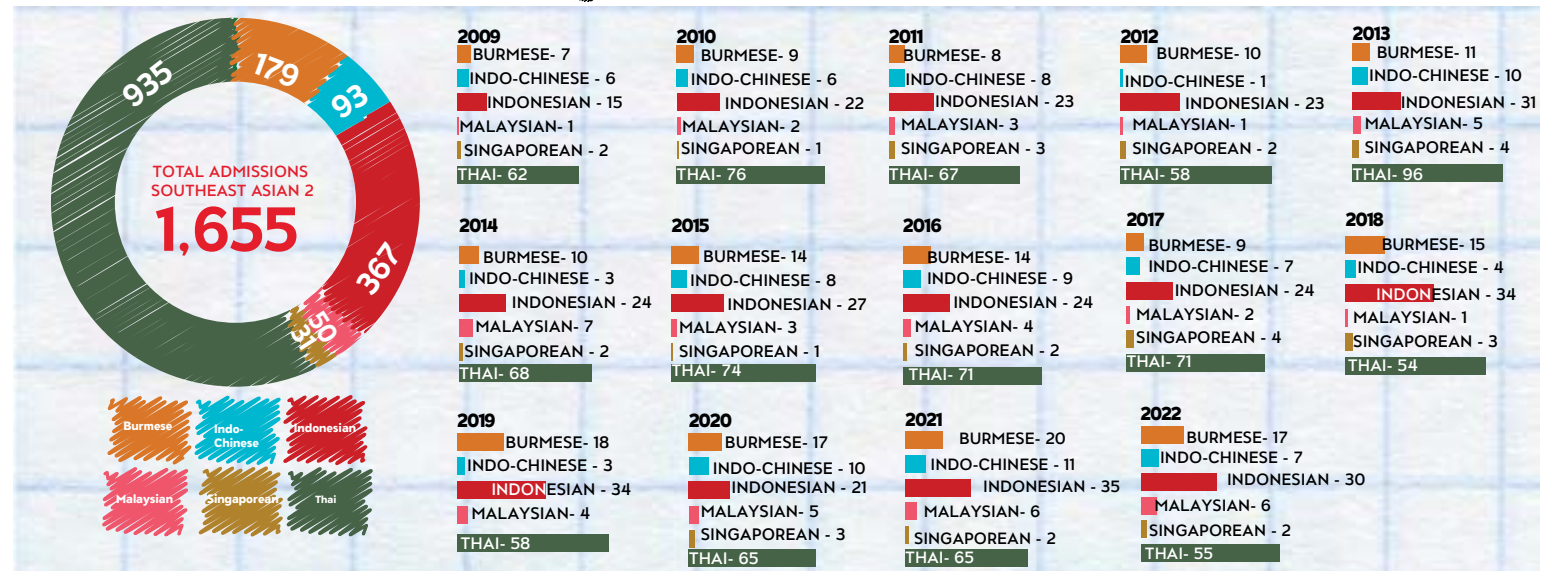 935
179
93
367
50
31
TOTAL ADMISSIONS
SOUTHEAST ASIAN 2
1,655
Burmese
Indo-
Chinese
Indonesian
Malaysian
Singaporean
Thai
2009
BURMESE- 7
INDO-CHINESE - 6
INDONESIAN - 15
MALAYSIAN- 1
SINGAPOREAN - 2
THAI- 62
2010
BURMESE- 9
INDO-CHINESE - 6
INDONESIAN - 22
MALAYSIAN- 2
SINGAPOREAN - 1
THAI- 76
2011
BURMESE- 8
INDO-CHINESE - 8
INDONESIAN - 23
MALAYSIAN- 3
SINGAPOREAN - 3
THAI- 67
2012
BURMESE- 10
INDO-CHINESE - 1
INDONESIAN - 23
MALAYSIAN- 1
SINGAPOREAN - 2
THAI- 58
2013
BURMESE- 11
INDO-CHINESE - 10
INDONESIAN - 31
MALAYSIAN- 5
SINGAPOREAN - 4
THAI- 96
2014
BURMESE- 10
INDO-CHINESE - 3
INDONESIAN - 24
MALAYSIAN- 7
SINGAPOREAN - 2
THAI- 68
2015
BURMESE- 14
INDO-CHINESE - 8
INDONESIAN - 27
MALAYSIAN- 3
SINGAPOREAN - 1
THAI- 74
2016
BURMESE- 14
INDO-CHINESE - 9
INDONESIAN - 24
MALAYSIAN- 4
SINGAPOREAN - 2
THAI- 71
2017
BURMESE- 9
INDO-CHINESE - 7
INDONESIAN - 24
MALAYSIAN- 2
SINGAPOREAN - 4
THAI- 71
2018
BURMESE- 15
INDO-CHINESE - 4
INDONESIAN - 34
MALAYSIAN- 1
SINGAPOREAN - 3
THAI- 54
2019
BURMESE- 18
INDO-CHINESE - 3
INDONESIAN - 34
MALAYSIAN- 4
THAI- 58
2020
BURMESE- 17
INDO-CHINESE - 10
INDONESIAN - 21
MALAYSIAN- 5
SINGAPOREAN - 3
THAI- 65
2021
BURMESE- 20
INDO-CHINESE - 11
INDONESIAN - 35
MALAYSIAN- 6
SINGAPOREAN - 2
THAI- 65
2022
BURMESE- 17
INDO-CHINESE - 7
INDONESIAN - 30
MALAYSIAN- 6
SINGAPOREAN - 2
THAI- 55